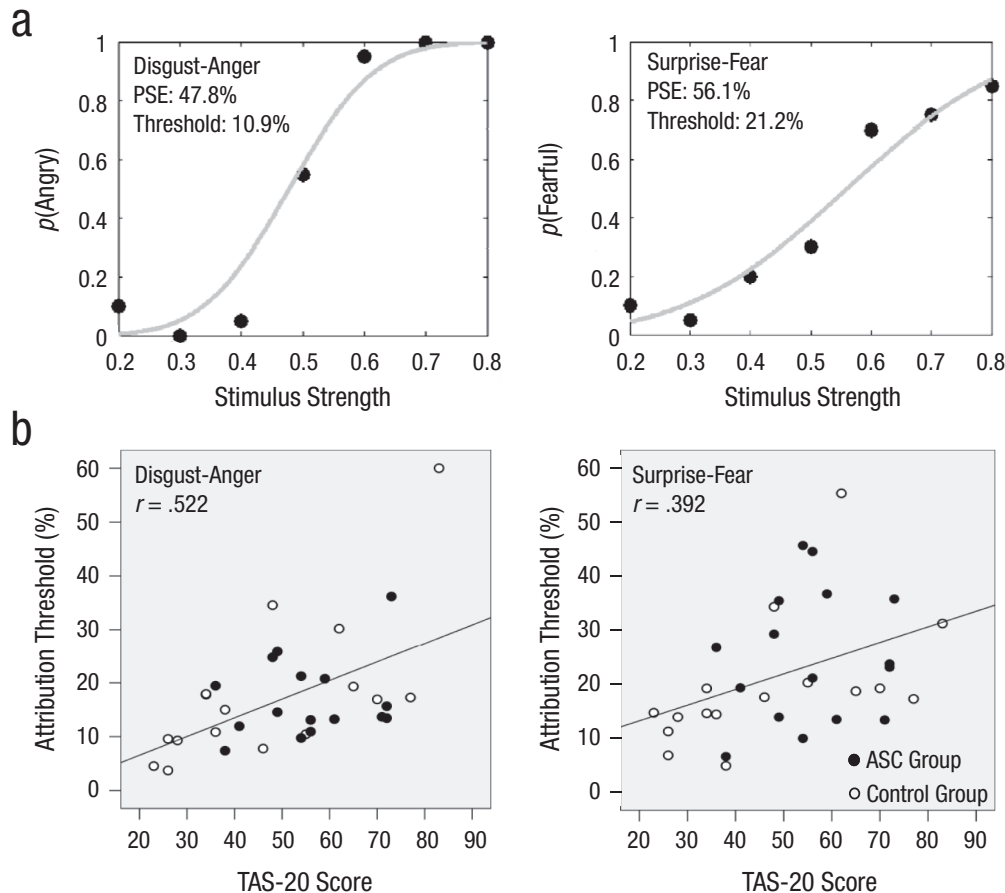 a
Disgust-Anger
PSE: 47.8%
Threshold: 10.9%
p(Angry)
1
0.8
0.6
0.4
0.2
0
0.2 0.3 0.4 0.5 0.6 0.7 0.8
Stimulus Strength
Surprise-Fear
PSE: 56.1%
Threshold: 21.2%
p(Fearful)
1
0.8
0.6
0.4
0.2
0
0.2 0.3 0.4 0.5 0.6 0.7 0.8
Stimulus Strength
b
Disgust-Anger
r = .522
Attribution Threshold (%)
60
50
40
30
20
10
0
20 30 40 50 60 70 80 90
TAS-20 Score
Surprise-Fear
r = .392
Attribution Threshold (%)
60
50
40
30
20
10
0
ASC Group
Control Group
20 30 40 50 60 70 80 90
TAS-20 Score